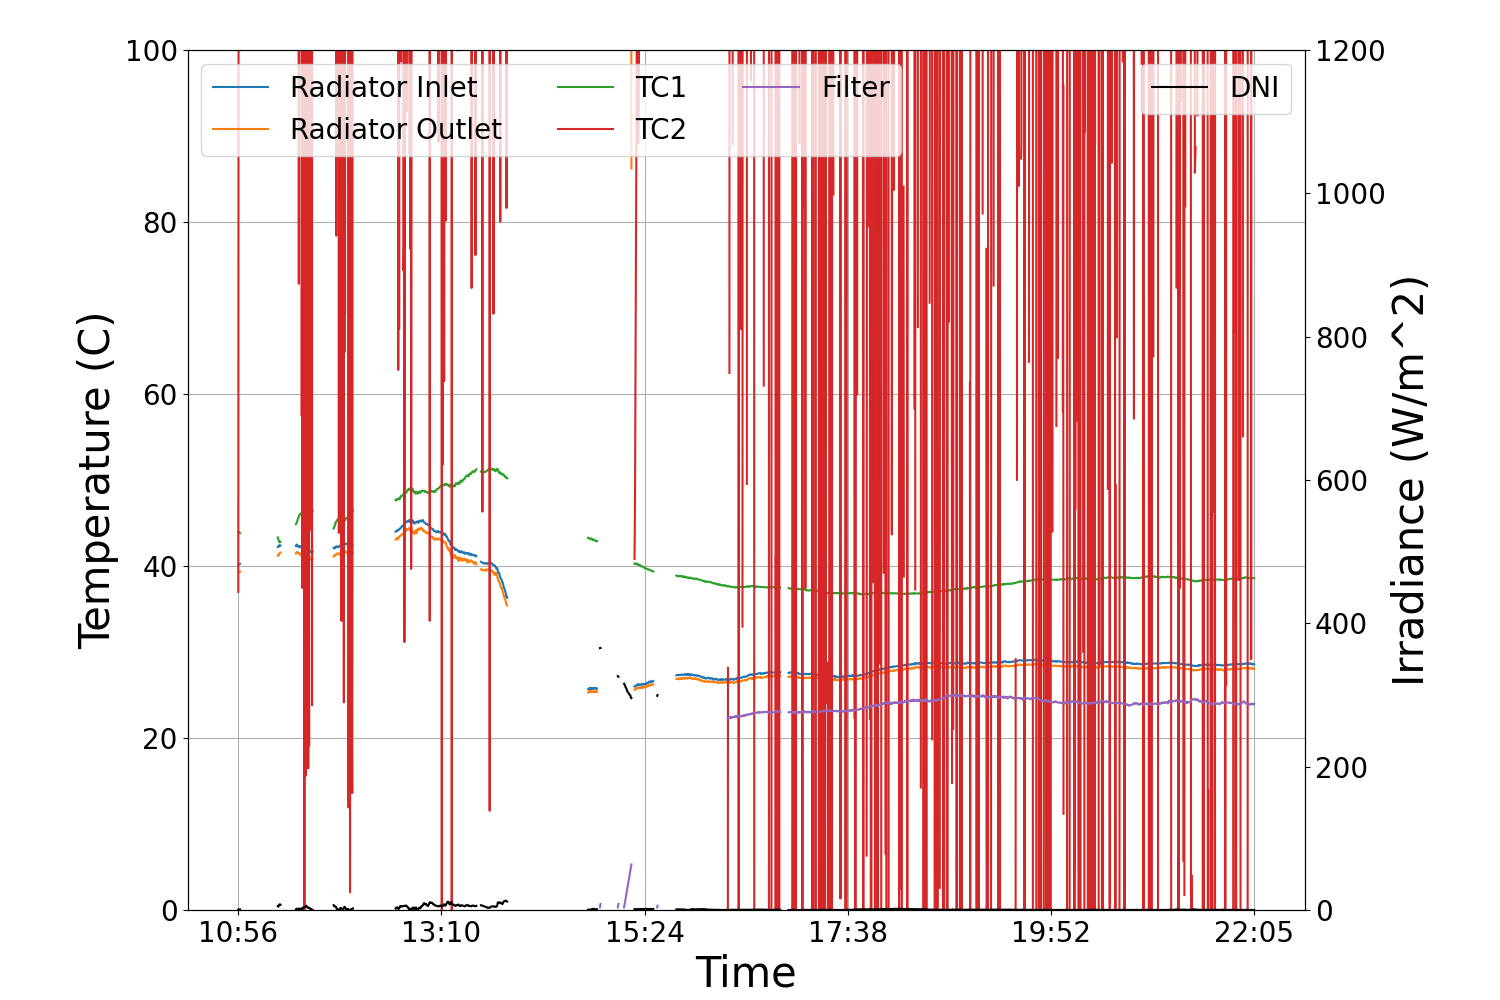 100
80
60
40
20
0
Temperature (C)
Radiator Inlet
Radiator Outlet
TC1
TC2
Filter
DNI
1200
1000
800
600
400
200
0
Irradiance (W/m^2)
10:56 13:10 15:24 17:38 19:52 22:05
Time